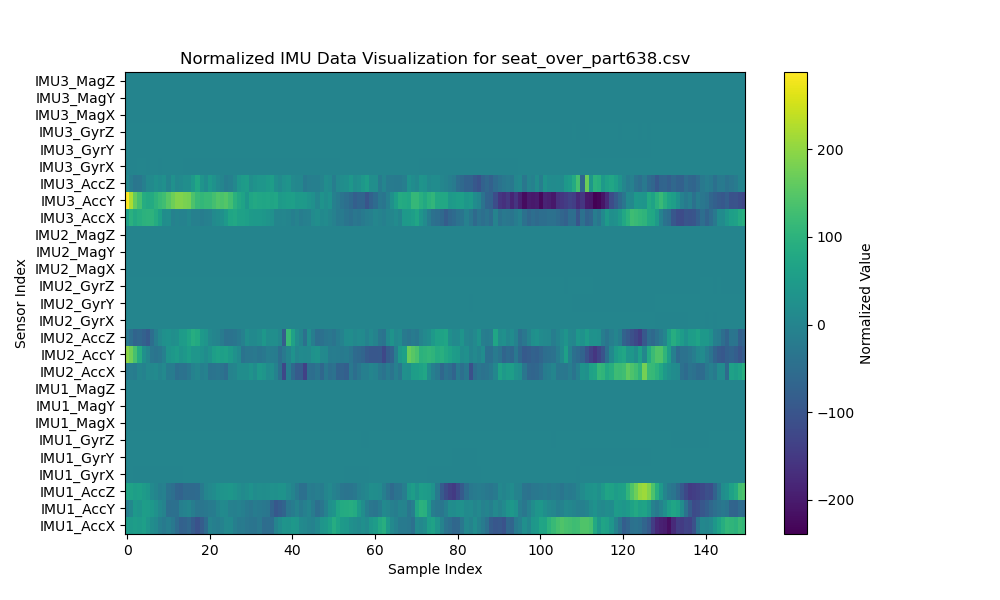 Normalized IMU Data Visualization for seat_over_part638.csv
IMU3_MagZ
IMU3_MagY
IMU3_MagX
IMU3_GyrZ
IMU3_GyrY
IMU3_GyrX
IMU3_AccZ
IMU3_AccY
IMU3_AccX
IMU2_MagZ
IMU2_MagY
IMU2_MagX
IMU2_GyrZ
IMU2_GyrY
IMU2_GyrX
IMU2_AccZ
IMU2_AccY
IMU2_AccX
IMU1_MagZ
IMU1_MagY
IMU1_MagX
IMU1_GyrZ
IMU1_GyrY
IMU1_GyrX
IMU1_AccZ
IMU1_AccY
IMU1_AccX
Sensor Index
0 20 40 60 80 100 120 140
Sample Index
200
100
0
−100
−200
Normalized Value